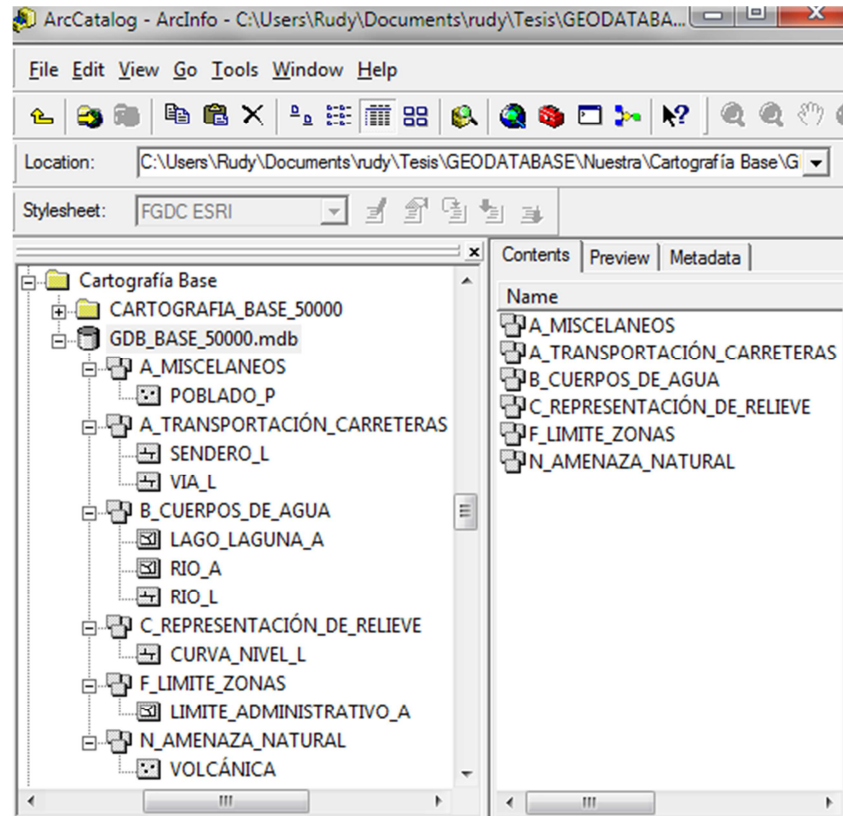 ArcCatalog - ArcInfo - C:\Users\Rudy\Documents\rudy\Tesis\GEODATABA...
File Edit View Go Tools Window Help
Location: C:\Users\Rudy\Documents\rudy\Tesis\GEODATABASE\Nuestra\Cartografía Base\G
Stylesheet: FGDC ESRI
Cartografía Base
CARTOGRAFIA_BASE_50000
GDB_BASE_50000.mdb
A_MISCELANEOS
POBLADO_P
A_TRANSPORTACIÓN_CARRETERAS
SENDERO_L
VIA_L
B_CUERPOS_DE_AGUA
LAGO_LAGUNA_A
RIO_A
RIO_L
C_REPRESENTACIÓN_DE_RELIEVE
CURVA_NIVEL_L
F_LIMITE_ZONAS
LIMITE_ADMINISTRATIVO_A
N_AMENAZA_NATURAL
VOLCÁNICA
Contents Preview Metadata
Name
A_MISCELANEOS
A_TRANSPORTACIÓN_CARRETERAS
B_CUERPOS_DE_AGUA
C_REPRESENTACIÓN_DE_RELIEVE
F_LIMITE_ZONAS
N_AMENAZA_NATURAL